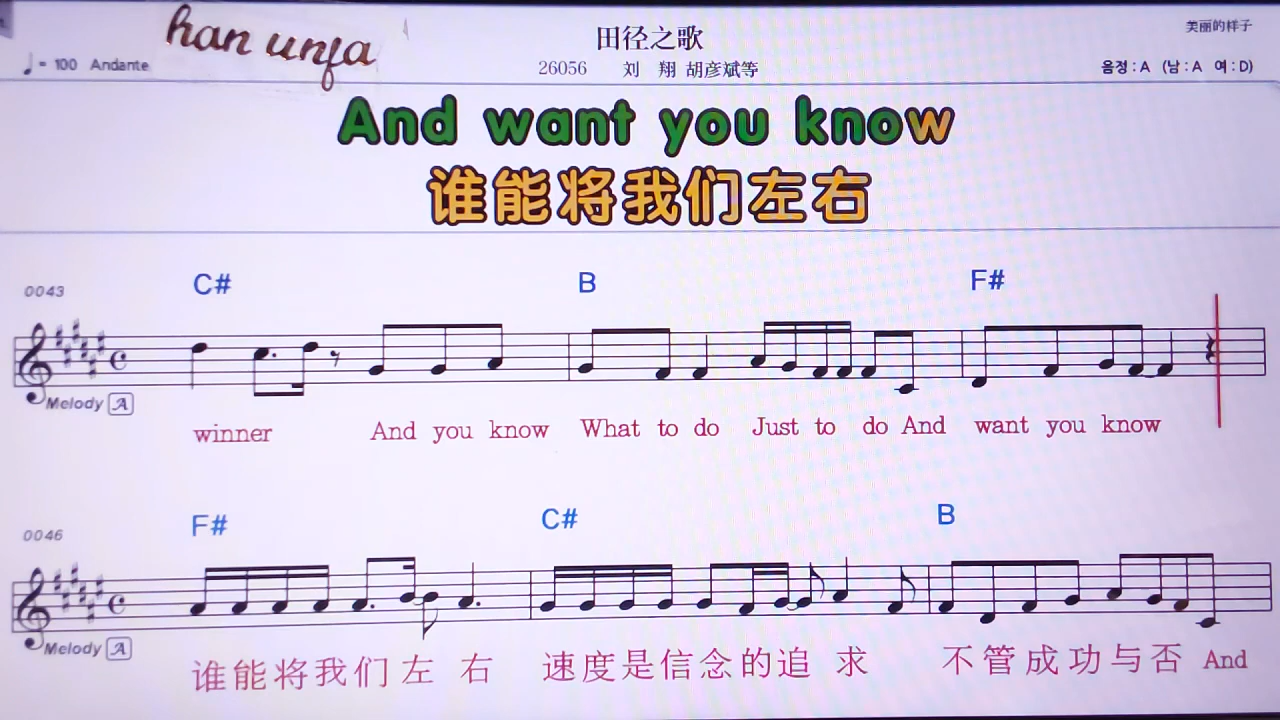 han unfa
田径之歌
美丽的样子
♩= 100 Andante
26056 刘 翔 胡彦斌等
음정 : A (남 : A 여 : D)
And want you know
谁能将我们左右
0043
C# B F#
Melody A
winner And you know What to do Just to do And want you know
0046
F# C# B
Melody A
谁能将我们左右 速度是信念的追求 不管成功与否 And